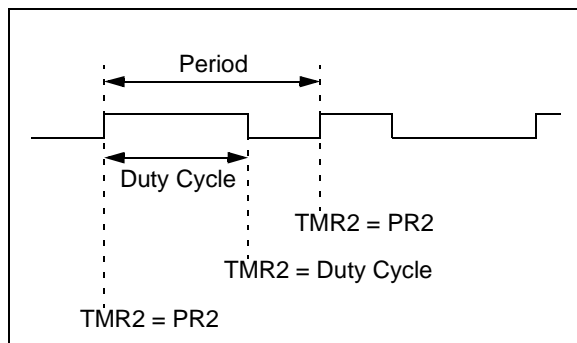 Period
Duty Cycle
TMR2 = PR2
TMR2 = Duty Cycle
TMR2 = PR2